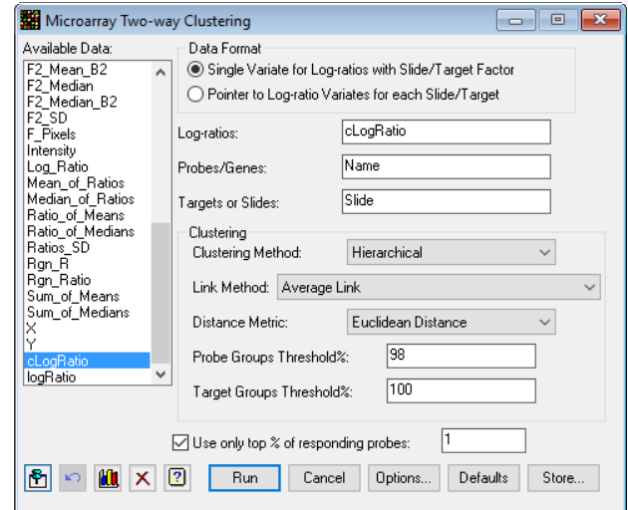 Microarray Two-way Clustering
Available Data:
F2_Mean_B2
F2_Median
F2_Median_B2
F2_SD
F_Pixels
Intensity
Log_Ratio
Mean_of_Ratios
Median_of_Ratios
Ratio_of_Means
Ratio_of_Medians
Ratios_SD
Rgn_R
Rgn_Ratio
Sum_of_Means
Sum_of_Medians
X
Y
cLogRatio
logRatio
Data Format
Single Variate for Log-ratios with Slide/Target Factor
Pointer to Log-ratio Variates for each Slide/Target
Log-ratios: cLogRatio
Probes/Genes: Name
Targets or Slides: Slide
Clustering
Clustering Method: Hierarchical
Link Method: Average Link
Distance Metric: Euclidean Distance
Probe Groups Threshold%: 98
Target Groups Threshold%: 100
Use only top % of responding probes: 1
Run Cancel Options... Defaults Store...